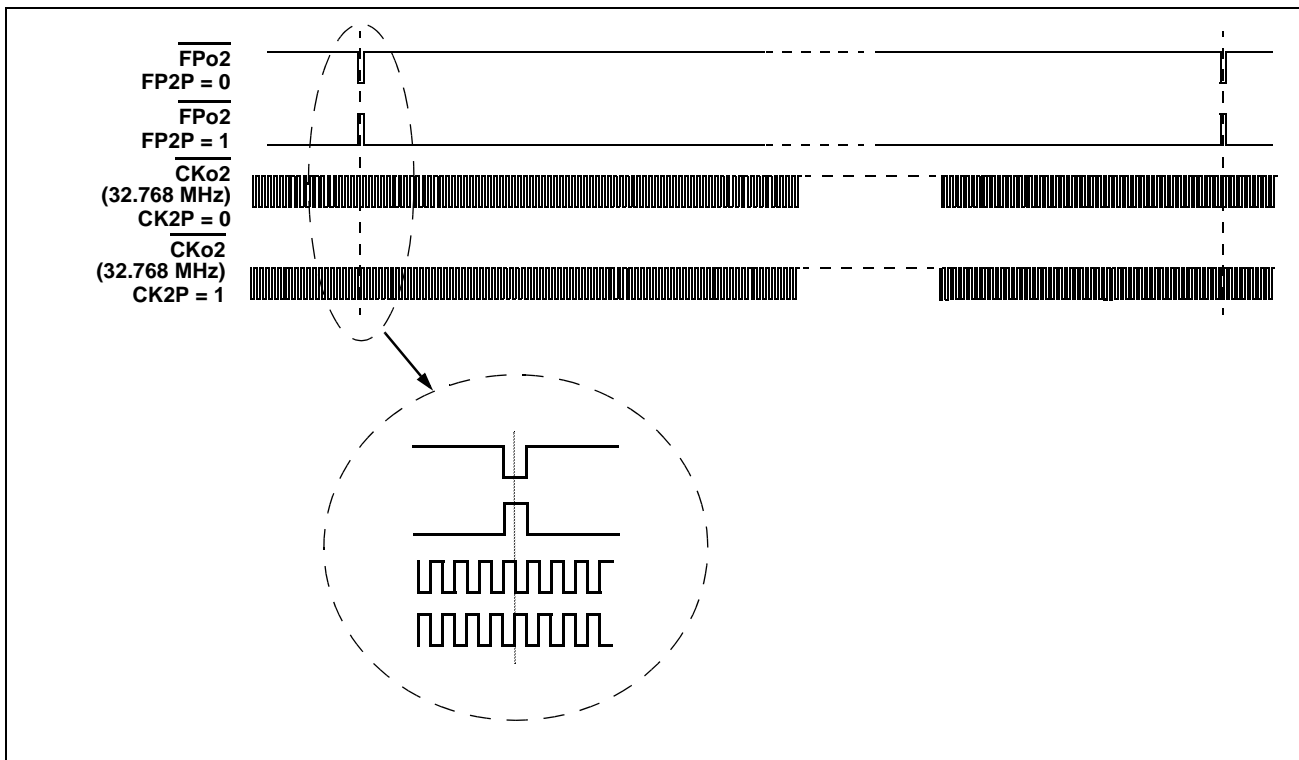 FPo2
FP2P = 0
FPo2
FP2P = 1
CKo2
(32.768 MHz)
CK2P = 0
CKo2
(32.768 MHz)
CK2P = 1